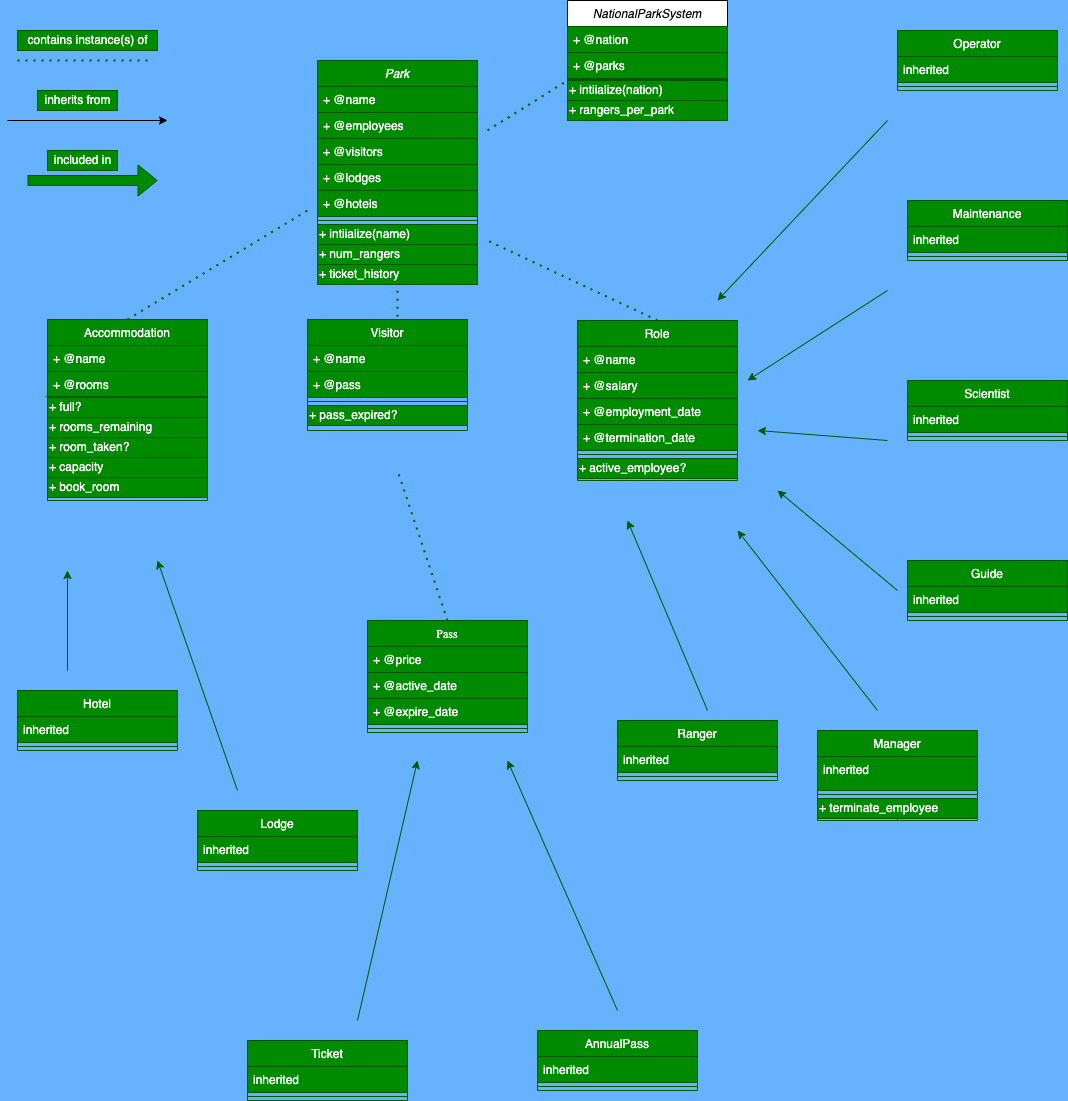 contains instance(s) of
inherits from
included in
NationalParkSystem
+ @nation
+ @parks
+ intiialize(nation)
+ rangers_per_park
Park
+ @name
+ @employees
+ @visitors
+ @lodges
+ @hotels
+ intiialize(name)
+ num_rangers
+ ticket_history
Operator
inherited
Maintenance
inherited
Accommodation
+ @name
+ @rooms
+ full?
+ rooms_remaining
+ room_taken?
+ capacity
+ book_room
Visitor
+ @name
+ @pass
+ pass_expired?
Role
+ @name
+ @salary
+ @employment_date
+ @termination_date
+ active_employee?
Scientist
inherited
Guide
inherited
Pass
+ @price
+ @active_date
+ @expire_date
Hotel
inherited
Lodge
inherited
Ranger
inherited
Manager
inherited
+ terminate_employee
Ticket
inherited
AnnualPass
inherited